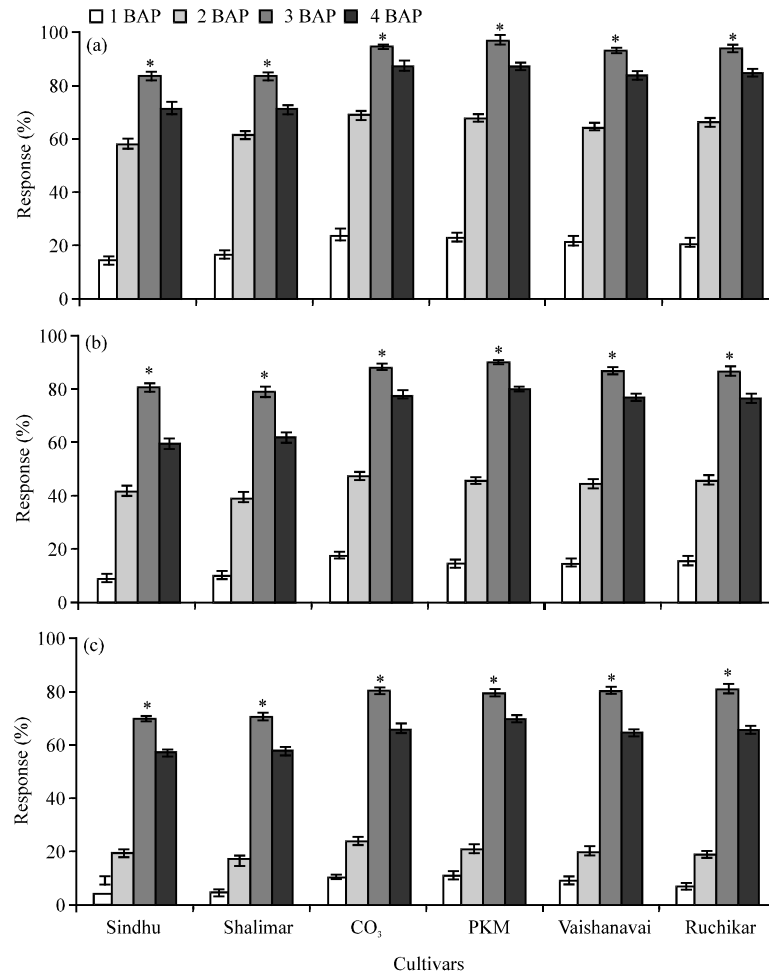 1 BAP 2 BAP 3 BAP 4 BAP
(a)
100
80
60
40
20
0
Response (%)
* * * * * *
(b)
100
80
60
40
20
0
Response (%)
* * * * * *
(c)
100
80
60
40
20
0
Response (%)
* * * * * *
Sindhu Shalimar CO₃ PKM Vaishanavai Ruchikar
Cultivars